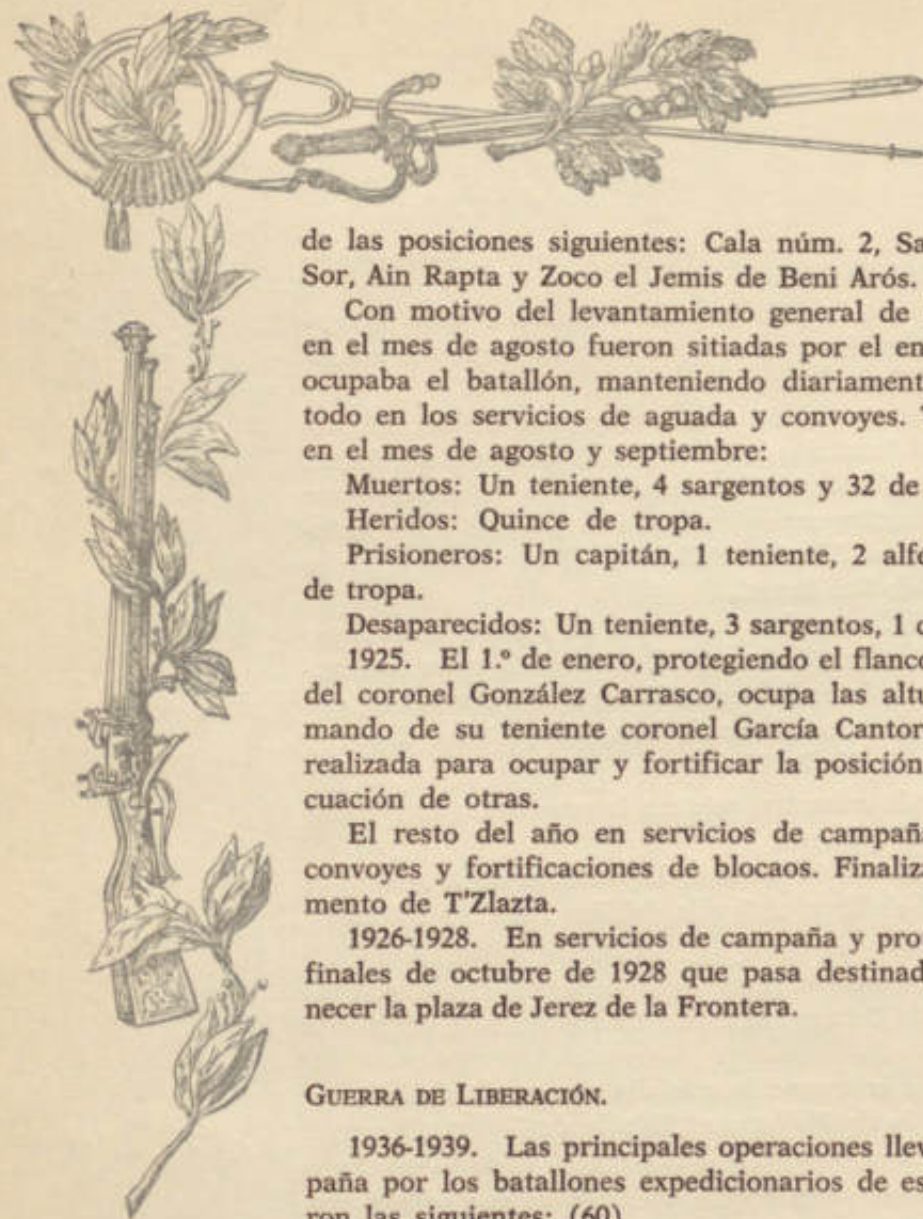 de las posiciones siguientes: Cala núm. 2, Sa
Sor, Ain Rapta y Zoco el Jemis de Beni Arós.
Con motivo del levantamiento general de
en el mes de agosto fueron sitiadas por el en
ocupaba el batallón, manteniendo diariament
todo en los servicios de aguada y convoyes.
en el mes de agosto y septiembre:
Muertos: Un teniente, 4 sargentos y 32 de
Heridos: Quince de tropa.
Prisioneros: Un capitán, 1 teniente, 2 alfé
de tropa.
Desaparecidos: Un teniente, 3 sargentos, 1 c
1925. El 1.º de enero, protegiendo el flanco
del coronel González Carrasco, ocupa las altu
mando de su teniente coronel García Cantor
realizada para ocupar y fortificar la posición
cuación de otras.
El resto del año en servicios de campañ
convoyes y fortificaciones de blocaos. Finaliz
mento de T'Zlazta.
1926-1928. En servicios de campaña y pro
finales de octubre de 1928 que pasa destinad
necer la plaza de Jerez de la Frontera.
GUERRA DE LIBERACIÓN.
1936-1939. Las principales operaciones llev
paña por los batallones expedicionarios de es
ron las siguientes: (60)